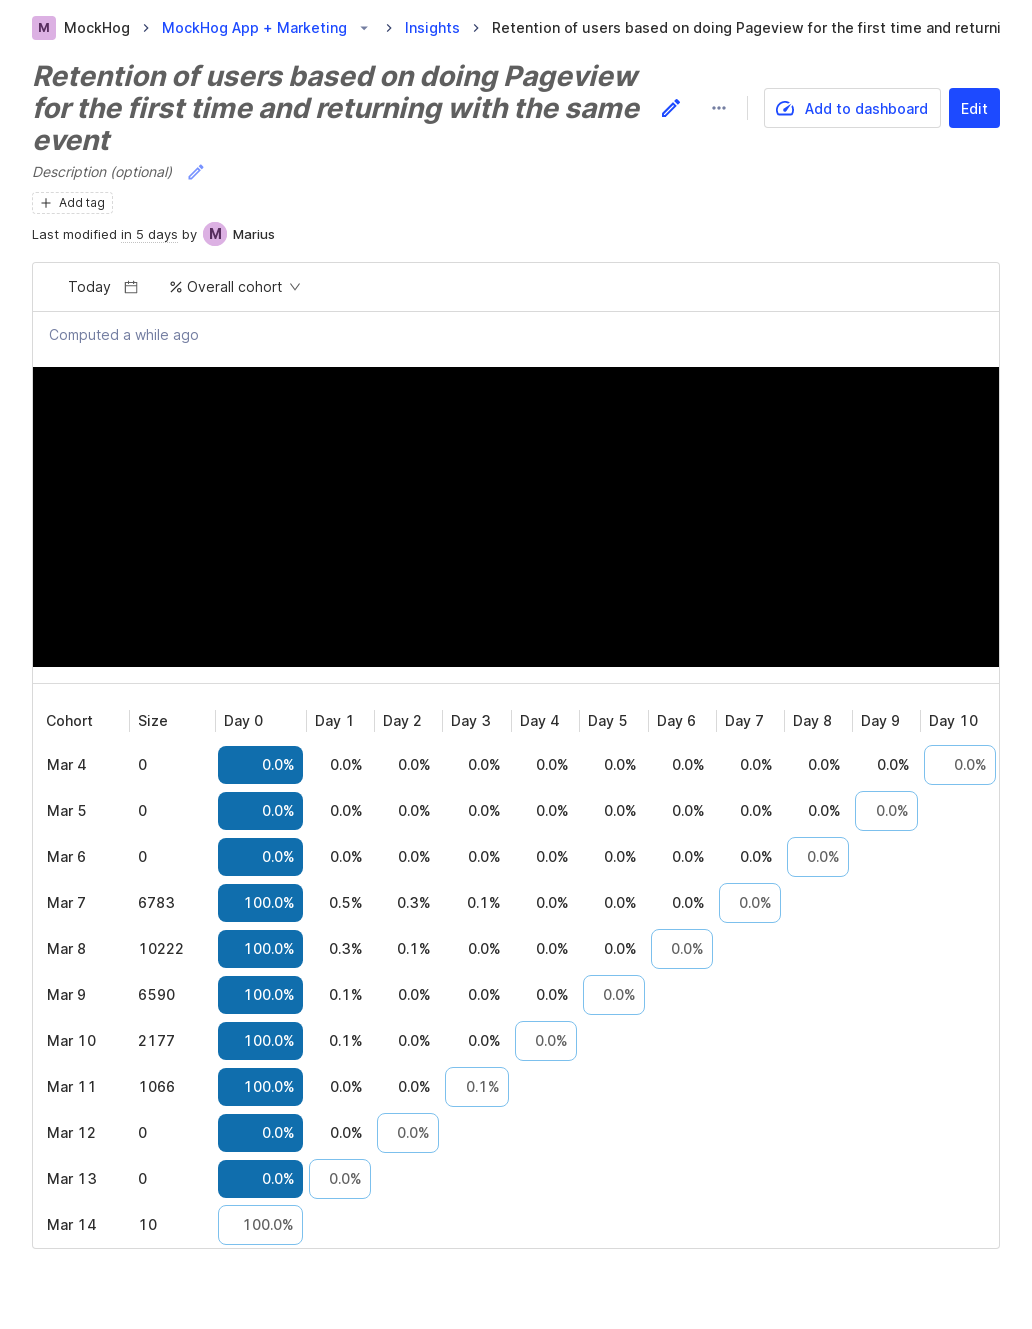 M MockHog MockHog App + Marketing Insights Retention of users based on doing Pageview for the first time and returni
Retention of users based on doing Pageview
for the first time and returning with the same
event
Add to dashboard
Edit
Description (optional)
Add tag
Last modified in 5 days by M Marius
Today % Overall cohort
Computed a while ago
Cohort Size Day 0 Day 1 Day 2 Day 3 Day 4 Day 5 Day 6 Day 7 Day 8 Day 9 Day 10
Mar 4 0 0.0% 0.0% 0.0% 0.0% 0.0% 0.0% 0.0% 0.0% 0.0% 0.0% 0.0%
Mar 5 0 0.0% 0.0% 0.0% 0.0% 0.0% 0.0% 0.0% 0.0% 0.0% 0.0%
Mar 6 0 0.0% 0.0% 0.0% 0.0% 0.0% 0.0% 0.0% 0.0% 0.0%
Mar 7 6783 100.0% 0.5% 0.3% 0.1% 0.0% 0.0% 0.0% 0.0%
Mar 8 10222 100.0% 0.3% 0.1% 0.0% 0.0% 0.0% 0.0%
Mar 9 6590 100.0% 0.1% 0.0% 0.0% 0.0% 0.0%
Mar 10 2177 100.0% 0.1% 0.0% 0.0% 0.0%
Mar 11 1066 100.0% 0.0% 0.0% 0.1%
Mar 12 0 0.0% 0.0% 0.0%
Mar 13 0 0.0% 0.0%
Mar 14 10 100.0%